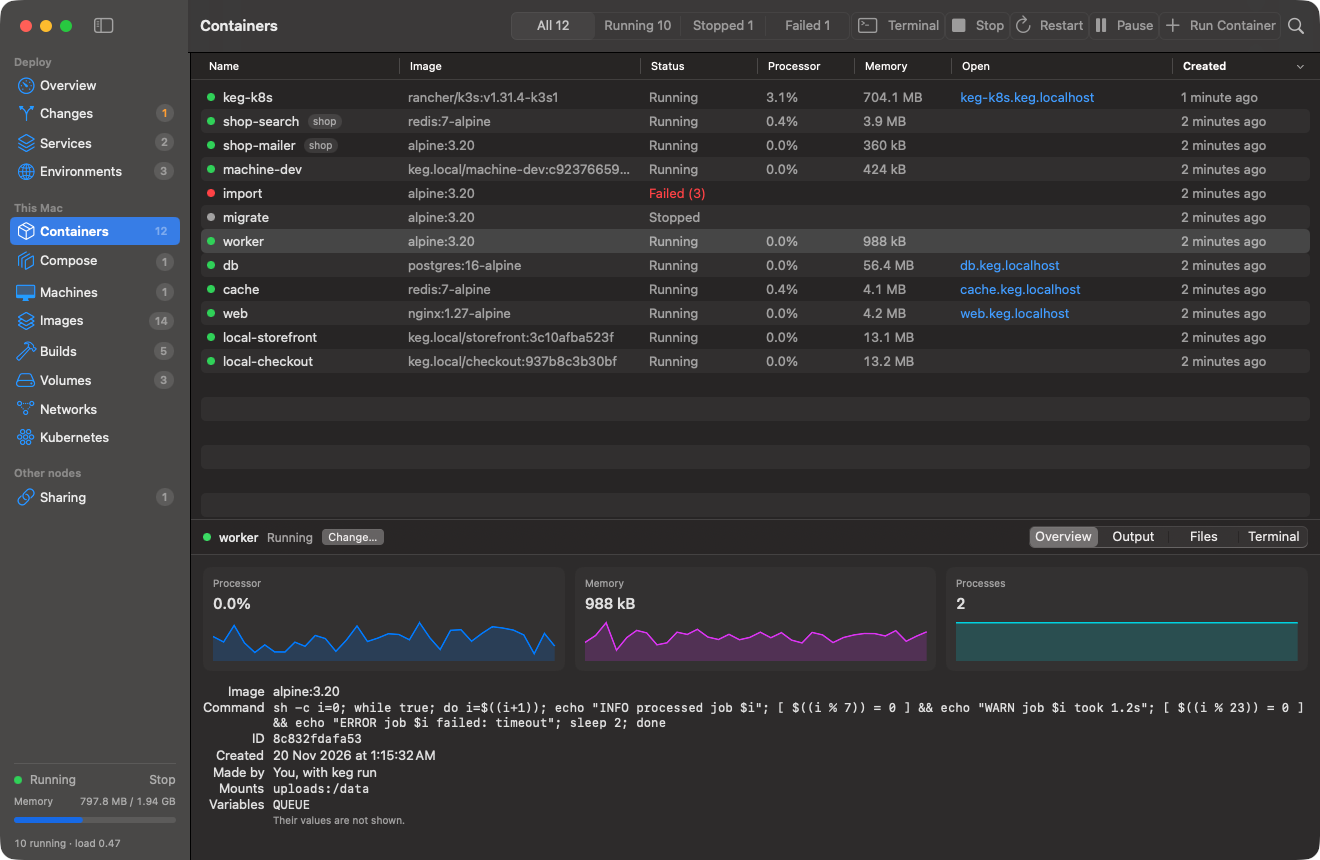 Containers
All 12
Running 10
Stopped 1
Failed 1
Terminal
Stop
Restart
Pause
Run Container
Deploy
Overview
Changes 1
Services 2
Environments 3
This Mac
Containers 12
Compose 1
Machines 1
Images 14
Builds 5
Volumes 3
Networks
Kubernetes
Other nodes
Sharing 1
Running Stop
Memory 797.8 MB / 1.94 GB
10 running · load 0.47
Name Image Status Processor Memory Open Created
keg-k8s rancher/k3s:v1.31.4-k3s1 Running 3.1% 704.1 MB keg-k8s.keg.localhost 1 minute ago
shop-search shop redis:7-alpine Running 0.4% 3.9 MB 2 minutes ago
shop-mailer shop alpine:3.20 Running 0.0% 360 kB 2 minutes ago
machine-dev keg.local/machine-dev:c92376659... Running 0.0% 424 kB 2 minutes ago
import alpine:3.20 Failed (3) 2 minutes ago
migrate alpine:3.20 Stopped 2 minutes ago
worker alpine:3.20 Running 0.0% 988 kB 2 minutes ago
db postgres:16-alpine Running 0.0% 56.4 MB db.keg.localhost 2 minutes ago
cache redis:7-alpine Running 0.4% 4.1 MB cache.keg.localhost 2 minutes ago
web nginx:1.27-alpine Running 0.0% 4.2 MB web.keg.localhost 2 minutes ago
local-storefront keg.local/storefront:3c10afba523f Running 0.0% 13.1 MB 2 minutes ago
local-checkout keg.local/checkout:937b8c3b30bf Running 0.0% 13.2 MB 2 minutes ago
worker Running Change...
Overview Output Files Terminal
Processor
0.0%
Memory
988 kB
Processes
2
Image alpine:3.20
Command sh -c i=0; while true; do i=$((i+1)); echo "INFO processed job $i"; [ $((i % 7)) = 0 ] && echo "WARN job $i took 1.2s"; [ $((i % 23)) = 0 ]
&& echo "ERROR job $i failed: timeout"; sleep 2; done
ID 8c832fdafa53
Created 20 Nov 2026 at 1:15:32 AM
Made by You, with keg run
Mounts uploads:/data
Variables QUEUE
Their values are not shown.